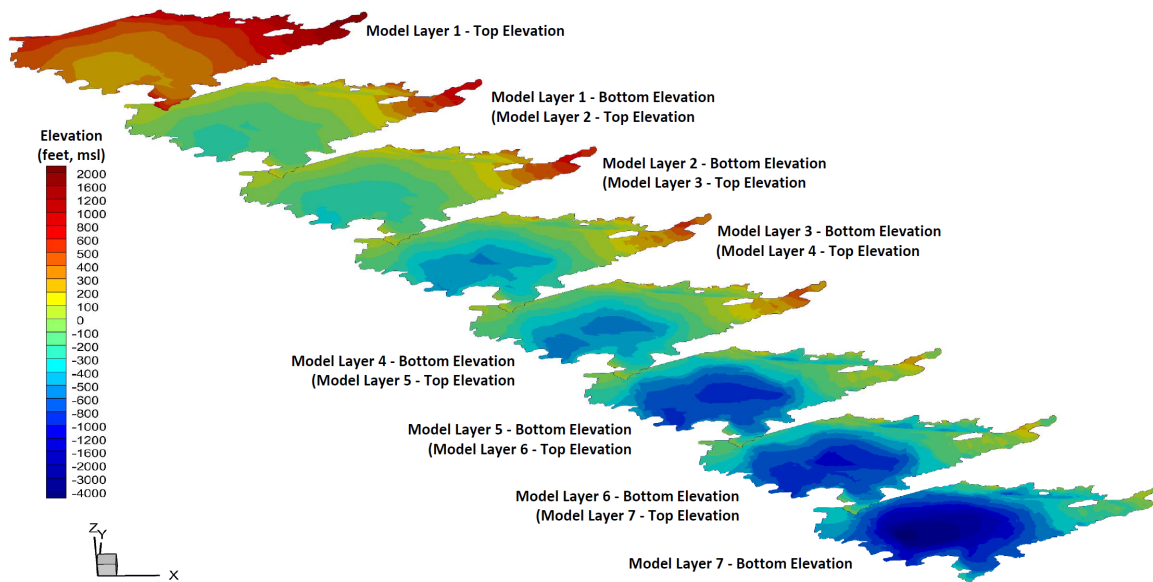 Model Layer 1 - Top Elevation
Model Layer 1 - Bottom Elevation
(Model Layer 2 - Top Elevation
Elevation
(feet, msl)
2000
1600
1000
800
600
400
300
200
100
0
-100
-200
-300
-400
-500
-600
-800
-1000
-1200
-2000
-3000
-4000
Model Layer 2 - Bottom Elevation
(Model Layer 3 - Top Elevation
Model Layer 3 - Bottom Elevation
(Model Layer 4 - Top Elevation
Model Layer 4 - Bottom Elevation
(Model Layer 5 - Top Elevation
Model Layer 5 - Bottom Elevation
(Model Layer 6 - Top Elevation
Model Layer 6 - Bottom Elevation
(Model Layer 7 - Top Elevation
Model Layer 7 - Bottom Elevation
Z
Y
X